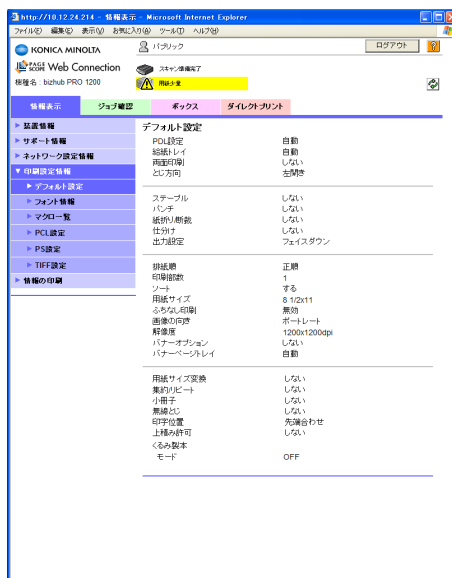 http://10.12.24.214 - 情報表示 - Microsoft Internet Explorer
ファイル(F) 編集(E) 表示(V) お気に入り(A) ツール(T) ヘルプ(H)
KONICA MINOLTA
パブリック
ログアウト
?
PAGE SCOPE Web Connection
スキャン準備完了
機種名 : bizhub PRO 1200
用紙少量
情報表示 ジョブ確認 ボックス ダイレクトプリント
装置情報
サポート情報
ネットワーク設定情報
印刷設定情報
デフォルト設定
フォント情報
マクロ一覧
PCL設定
PS設定
TIFF設定
情報の印刷
デフォルト設定
PDL設定 自動
給紙トレイ 自動
両面印刷 しない
とじ方向 左開き
ステープル しない
パンチ しない
紙折り/断裁 しない
仕分け しない
出力設定 フェイスダウン
排紙順 正順
印刷部数 1
ソート する
用紙サイズ 8 1/2x11
ふちなし印刷 無効
画像の向き ポートレート
解像度 1200x1200dpi
バナーオプション しない
バナーページトレイ 自動
用紙サイズ変換 しない
集約/リピート しない
小冊子 しない
無線とじ しない
印字位置 先端合わせ
上積み許可 しない
くるみ製本
モード OFF